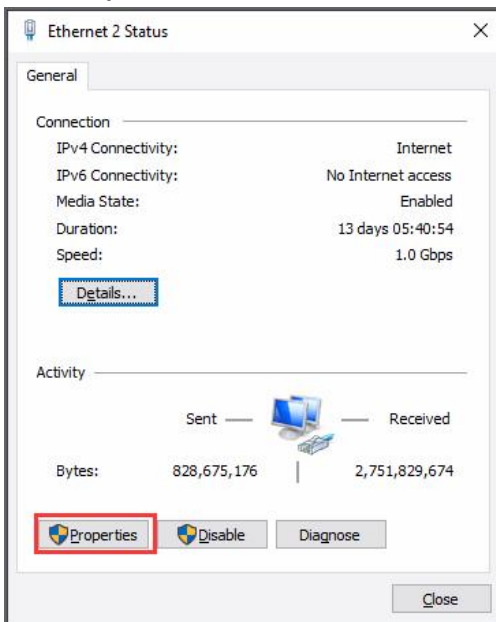 Ethernet 2 Status
General
Connection
IPv4 Connectivity: Internet
IPv6 Connectivity: No Internet access
Media State: Enabled
Duration: 13 days 05:40:54
Speed: 1.0 Gbps
Details...
Activity
Sent Received
Bytes: 828,675,176 2,751,829,674
Properties Disable Diagnose
Close